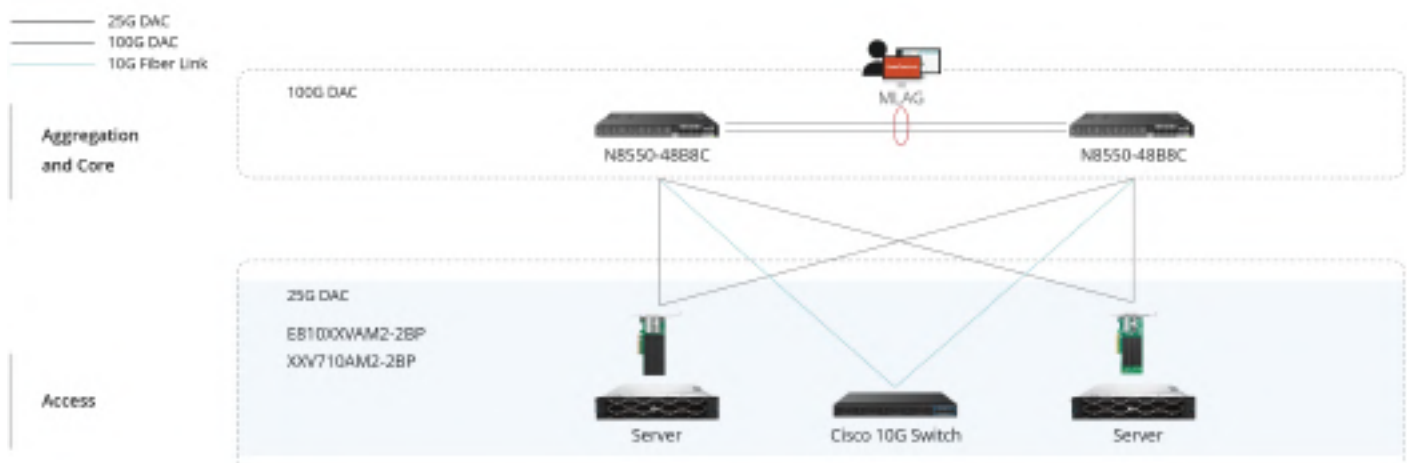 25G DAC
100G DAC
10G Fiber Link
100G DAC
MLAG
Aggregation
and Core
N8550-48B8C
N8550-48B8C
25G DAC
E810XXVAM2-2BP
XXV710AM2-2BP
Access
Server
Cisco 10G Switch
Server